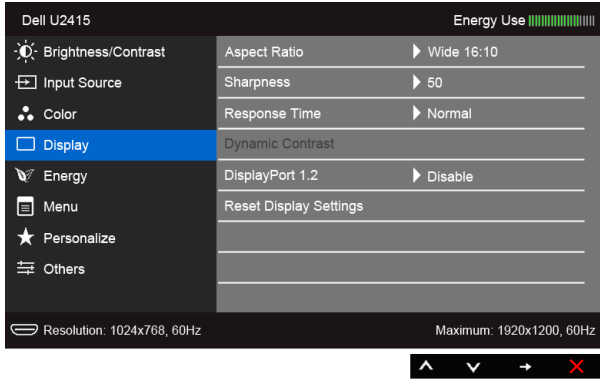 Dell U2415 Energy Use
Brightness/Contrast Aspect Ratio Wide 16:10
Input Source Sharpness 50
Color Response Time Normal
Display Dynamic Contrast
Energy DisplayPort 1.2 Disable
Menu Reset Display Settings
Personalize
Others
Resolution: 1024x768, 60Hz Maximum: 1920x1200, 60Hz